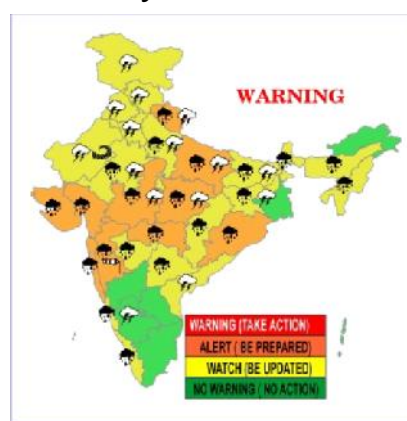 WARNING
WARNING (TAKE ACTION)
ALERT ( BE PREPARED)
WATCH (BE UPDATED)
NO WARNING ( NO ACTION)